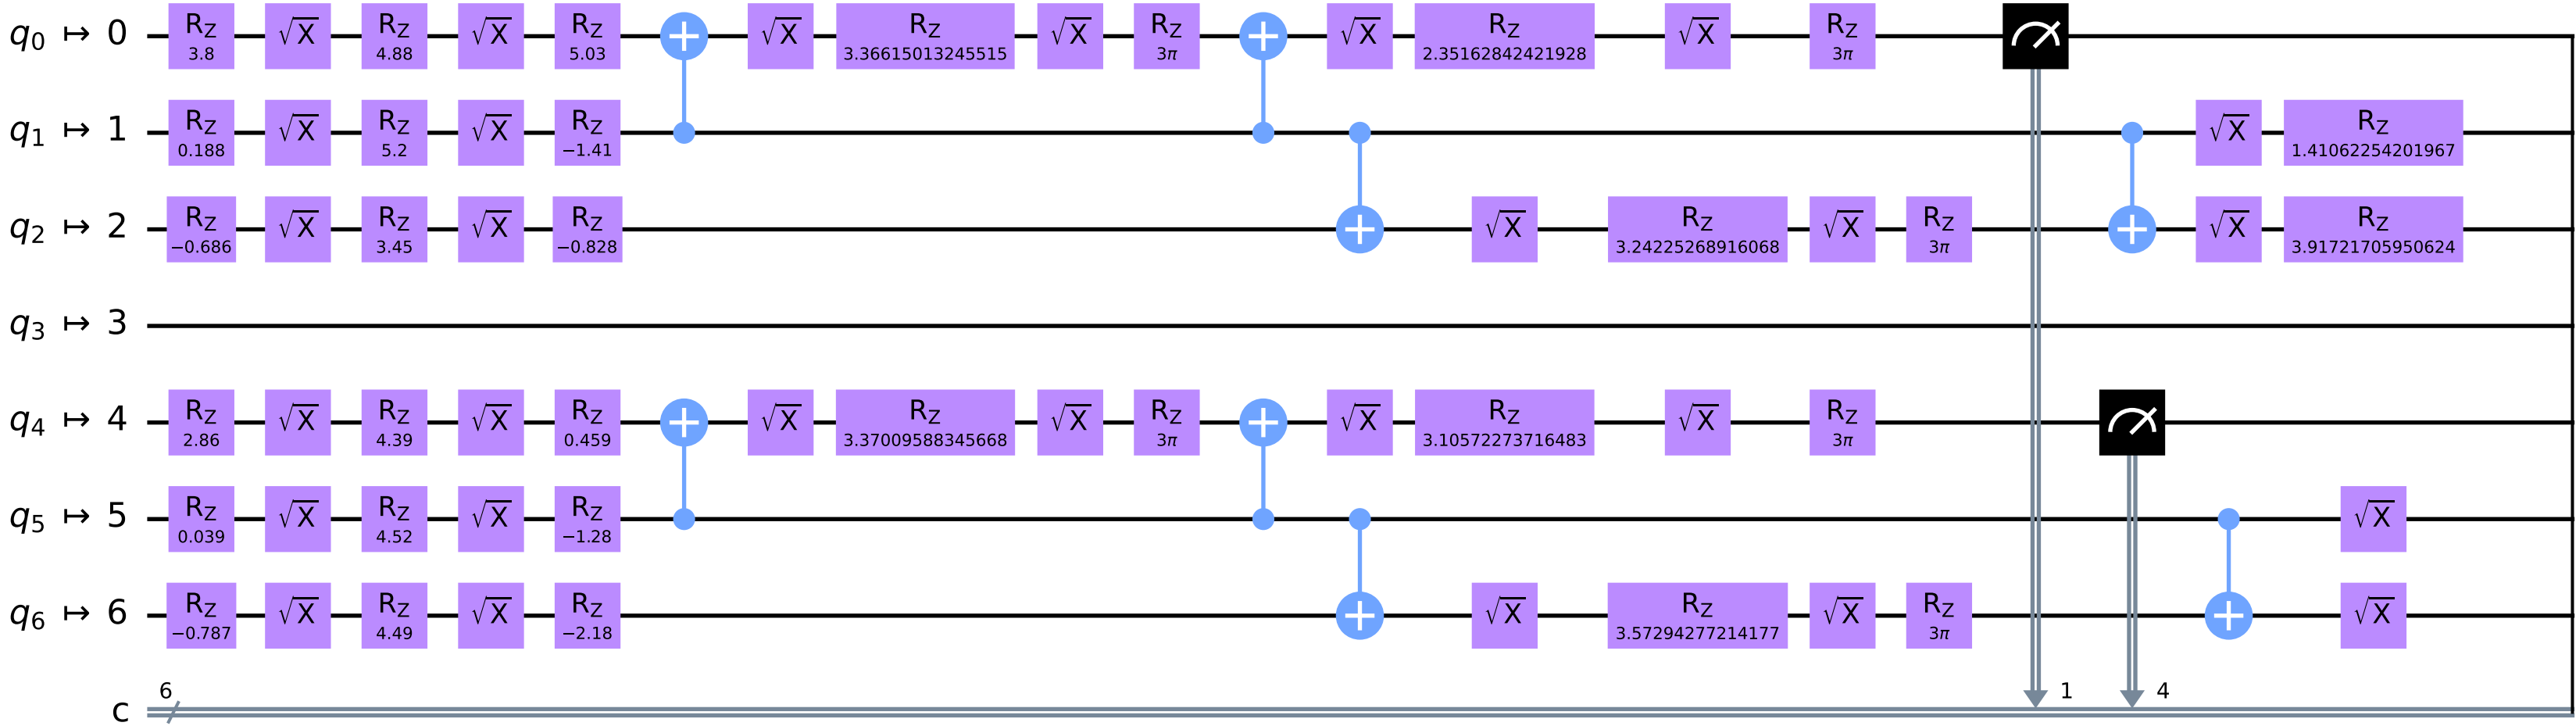 q0 ↦ 0 RZ 3.8 √X RZ 4.88 √X RZ 5.03 √X RZ 3.36615013245515 √X RZ 3π √X RZ 2.35162842421928 √X RZ 3π
q1 ↦ 1 RZ 0.188 √X RZ 5.2 √X RZ −1.41 √X RZ 1.41062254201967
q2 ↦ 2 RZ −0.686 √X RZ 3.45 √X RZ −0.828 √X RZ 3.24225268916068 √X RZ 3π √X RZ 3.91721705950624
q3 ↦ 3
q4 ↦ 4 RZ 2.86 √X RZ 4.39 √X RZ 0.459 √X RZ 3.37009588345668 √X RZ 3π √X RZ 3.10572273716483 √X RZ 3π
q5 ↦ 5 RZ 0.039 √X RZ 4.52 √X RZ −1.28 √X
q6 ↦ 6 RZ −0.787 √X RZ 4.49 √X RZ −2.18 √X RZ 3.57294277214177 √X RZ 3π √X
c 6 1 4